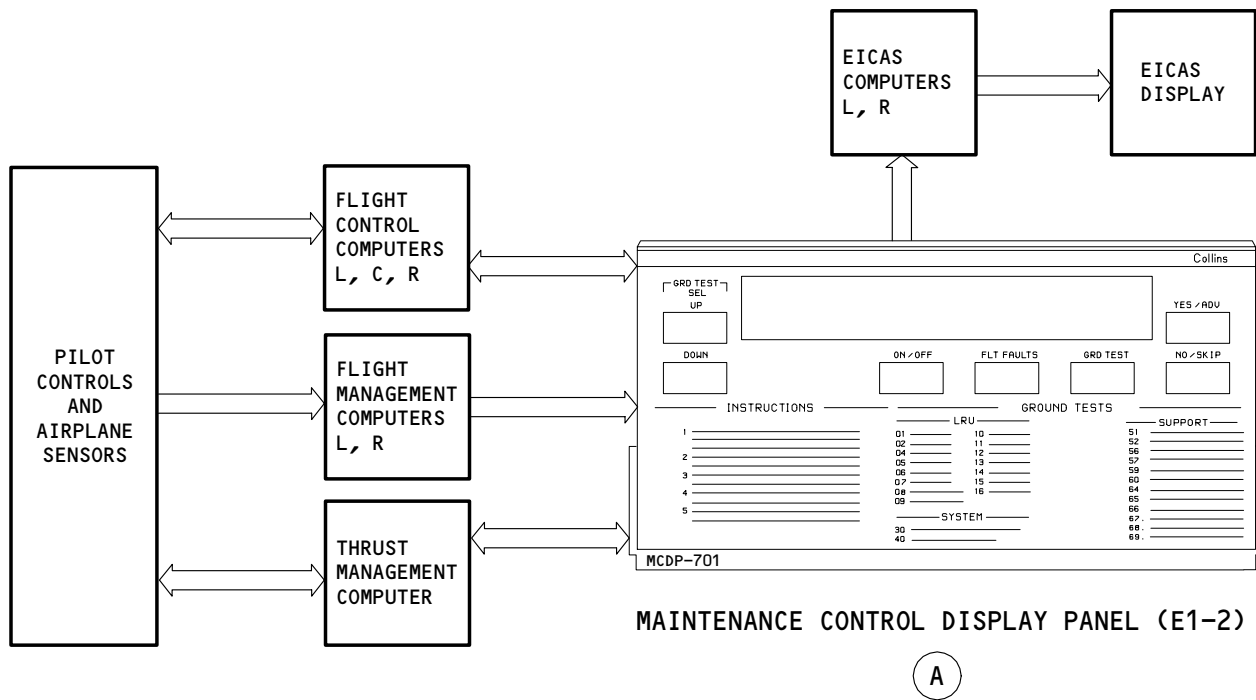 EICAS
COMPUTERS
L, R
EICAS
DISPLAY
PILOT
CONTROLS
AND
AIRPLANE
SENSORS
FLIGHT
CONTROL
COMPUTERS
L, C, R
FLIGHT
MANAGEMENT
COMPUTERS
L, R
THRUST
MANAGEMENT
COMPUTER
Collins
GRD TEST
SEL
UP
YES/ADV
DOWN
ON/OFF
FLT FAULTS
GRD TEST
NO/SKIP
INSTRUCTIONS
1
2
3
4
5
GROUND TESTS
LRU
01
02
04
05
06
07
08
09
10
11
12
13
14
15
16
SYSTEM
30
40
SUPPORT
51
52
56
57
59
60
64
65
66
67.
68.
69.
MCDP-701
MAINTENANCE CONTROL DISPLAY PANEL (E1-2)
A